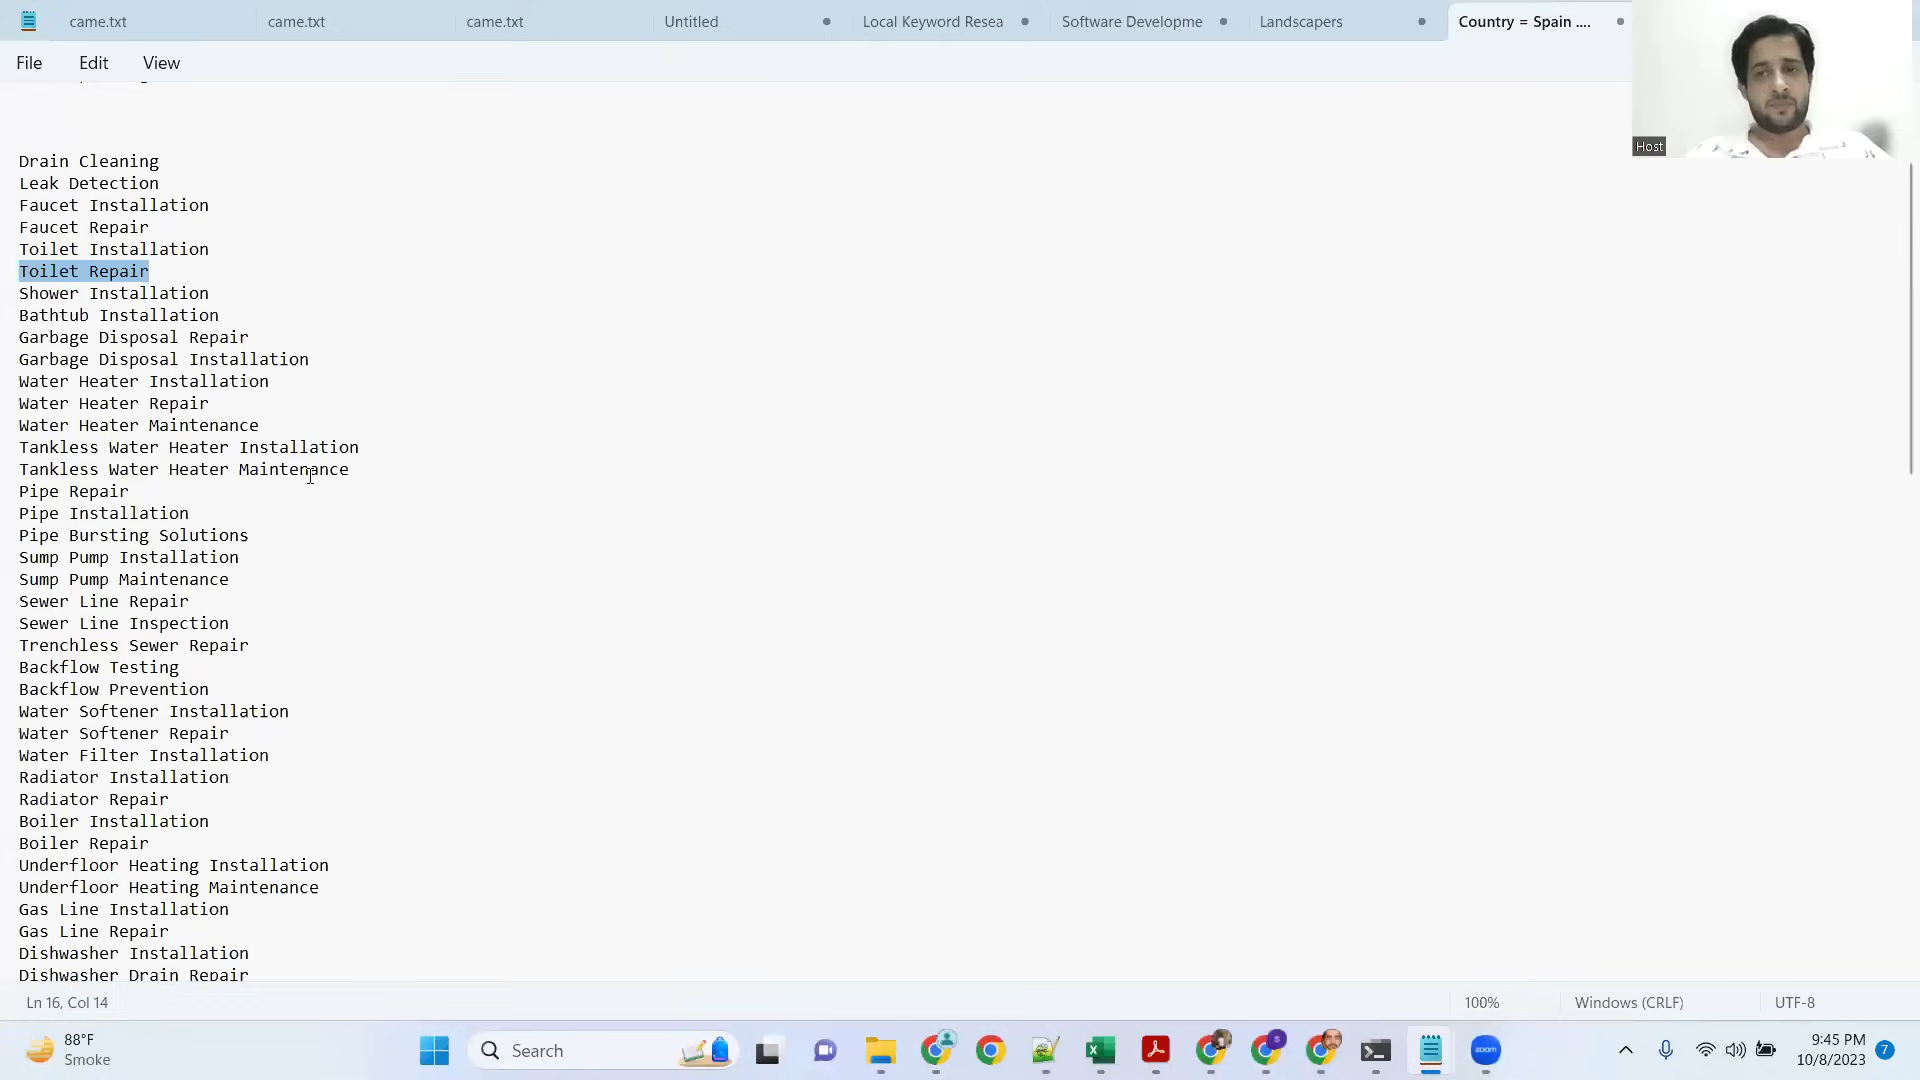 came.txt
came.txt
came.txt
Untitled
Local Keyword Resea
Software Developme
Landscapers
Country = Spain ....
File
Edit
View
Host
Drain Cleaning
Leak Detection
Faucet Installation
Faucet Repair
Toilet Installation
Toilet Repair
Shower Installation
Bathtub Installation
Garbage Disposal Repair
Garbage Disposal Installation
Water Heater Installation
Water Heater Repair
Water Heater Maintenance
Tankless Water Heater Installation
Tankless Water Heater Maintenance
Pipe Repair
Pipe Installation
Pipe Bursting Solutions
Sump Pump Installation
Sump Pump Maintenance
Sewer Line Repair
Sewer Line Inspection
Trenchless Sewer Repair
Backflow Testing
Backflow Prevention
Water Softener Installation
Water Softener Repair
Water Filter Installation
Radiator Installation
Radiator Repair
Boiler Installation
Boiler Repair
Underfloor Heating Installation
Underfloor Heating Maintenance
Gas Line Installation
Gas Line Repair
Dishwasher Installation
Dishwasher Drain Repair
Ln 16, Col 14
100%
Windows (CRLF)
UTF-8
88°F
Smoke
Search
zoom
9:45 PM
10/8/2023
7